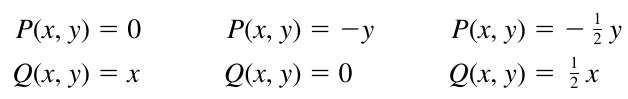 P(x, y) = 0 P(x, y) = −y P(x, y) = −½ y
Q(x, y) = x Q(x, y) = 0 Q(x, y) = ½ x